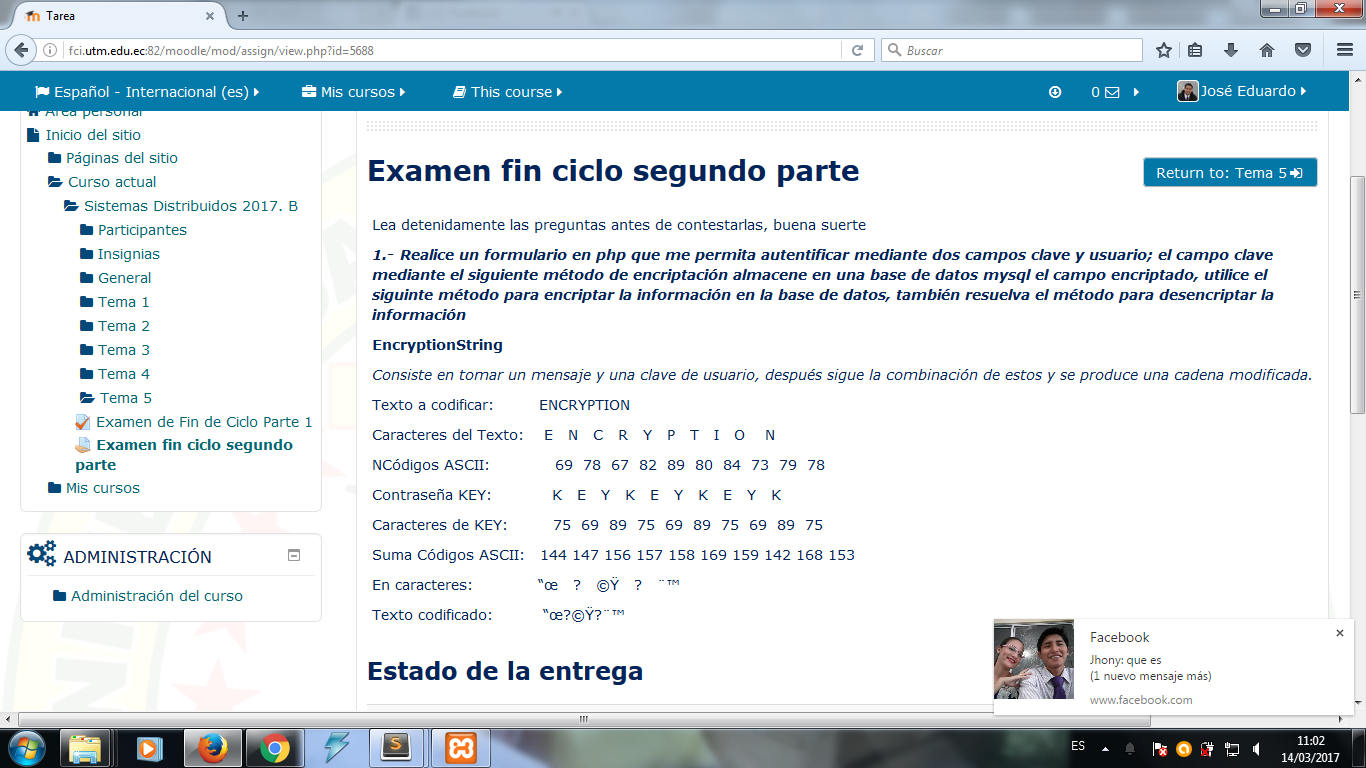 Tarea
fci.utm.edu.ec:82/moodle/mod/assign/view.php?id=5688
Buscar
Español - Internacional (es)
Mis cursos
This course
0
José Eduardo
Área personal
Inicio del sitio
Páginas del sitio
Curso actual
Sistemas Distribuidos 2017. B
Participantes
Insignias
General
Tema 1
Tema 2
Tema 3
Tema 4
Tema 5
Examen de Fin de Ciclo Parte 1
Examen fin ciclo segundo
parte
Mis cursos
ADMINISTRACIÓN
Administración del curso
Examen fin ciclo segundo parte
Return to: Tema 5
Lea detenidamente las preguntas antes de contestarlas, buena suerte
1.- Realice un formulario en php que me permita autentificar mediante dos campos clave y usuario; el campo clave
mediante el siguiente método de encriptación almacene en una base de datos mysql el campo encriptado, utilice el
siguinte método para encriptar la información en la base de datos, también resuelva el método para desencriptar la
información
EncryptionString
Consiste en tomar un mensaje y una clave de usuario, después sigue la combinación de estos y se produce una cadena modificada.
Texto a codificar: ENCRYPTION
Caracteres del Texto: E N C R Y P T I O N
NCódigos ASCII: 69 78 67 82 89 80 84 73 79 78
Contraseña KEY: K E Y K E Y K E Y K
Caracteres de KEY: 75 69 89 75 69 89 75 69 89 75
Suma Códigos ASCII: 144 147 156 157 158 169 159 142 168 153
En caracteres: “œ ? ©Ÿ ? ¨™
Texto codificado: “œ?©Ÿ?¨™
Estado de la entrega
Facebook
Jhony: que es
(1 nuevo mensaje más)
www.facebook.com
ES
11:02
14/03/2017